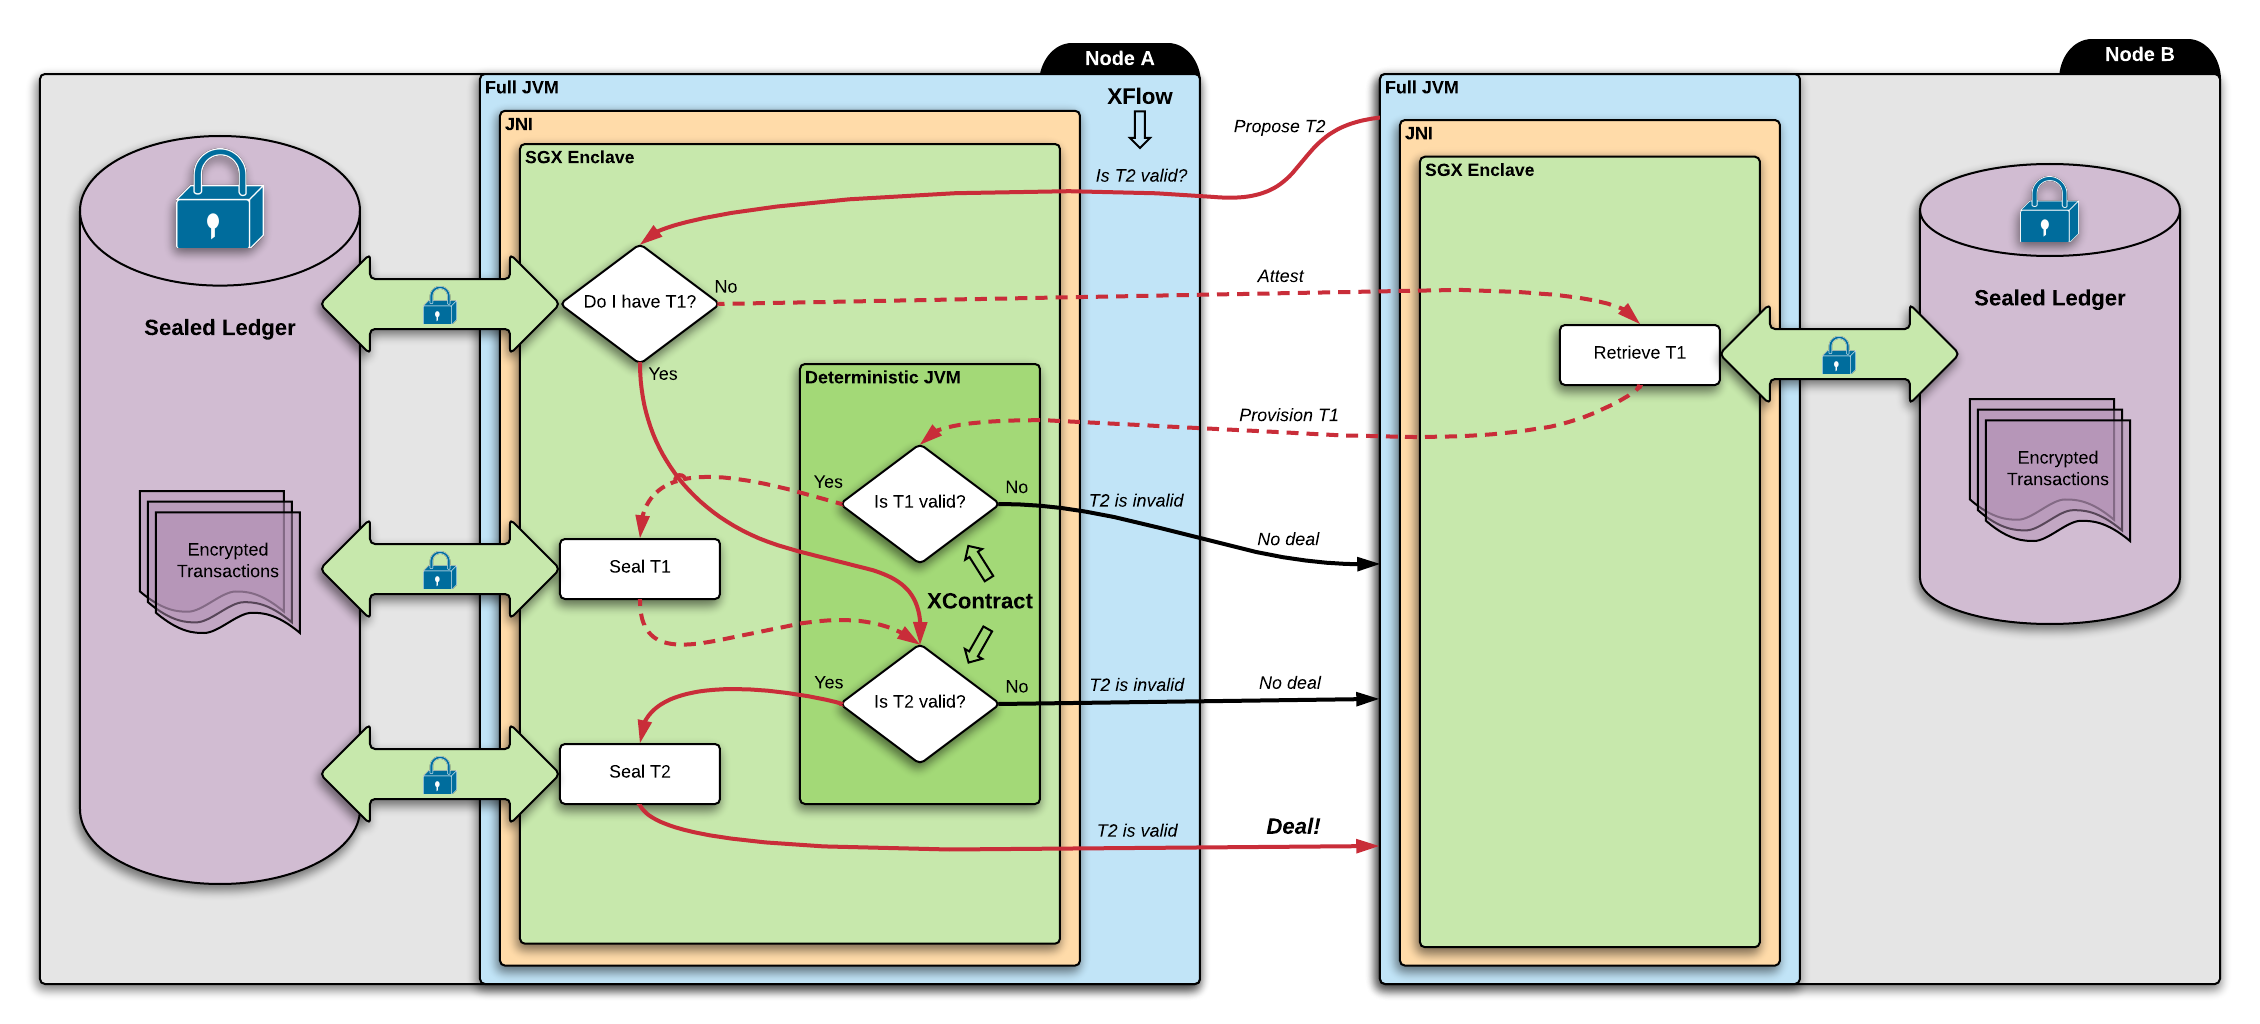 Node A
Node B
Full JVM
XFlow
Full JVM
JNI
Propose T2
JNI
SGX Enclave
Is T2 valid?
SGX Enclave
Do I have T1?
No
Yes
Attest
Sealed Ledger
Sealed Ledger
Retrieve T1
Deterministic JVM
Provision T1
Yes
Is T1 valid?
No
T2 is invalid
No deal
Encrypted
Transactions
Encrypted
Transactions
Seal T1
XContract
Yes
Is T2 valid?
No
T2 is invalid
No deal
Seal T2
T2 is valid
Deal!